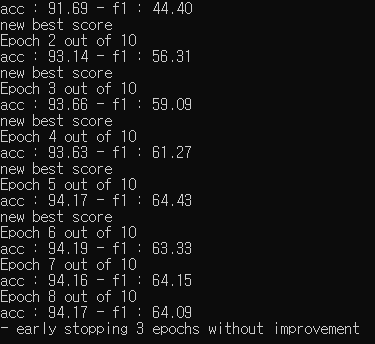 acc : 91.69 - f1 : 44.40
new best score
Epoch 2 out of 10
acc : 93.14 - f1 : 56.31
new best score
Epoch 3 out of 10
acc : 93.66 - f1 : 59.09
new best score
Epoch 4 out of 10
acc : 93.63 - f1 : 61.27
new best score
Epoch 5 out of 10
acc : 94.17 - f1 : 64.43
new best score
Epoch 6 out of 10
acc : 94.19 - f1 : 63.33
Epoch 7 out of 10
acc : 94.16 - f1 : 64.15
Epoch 8 out of 10
acc : 94.17 - f1 : 64.09
- early stopping 3 epochs without improvement